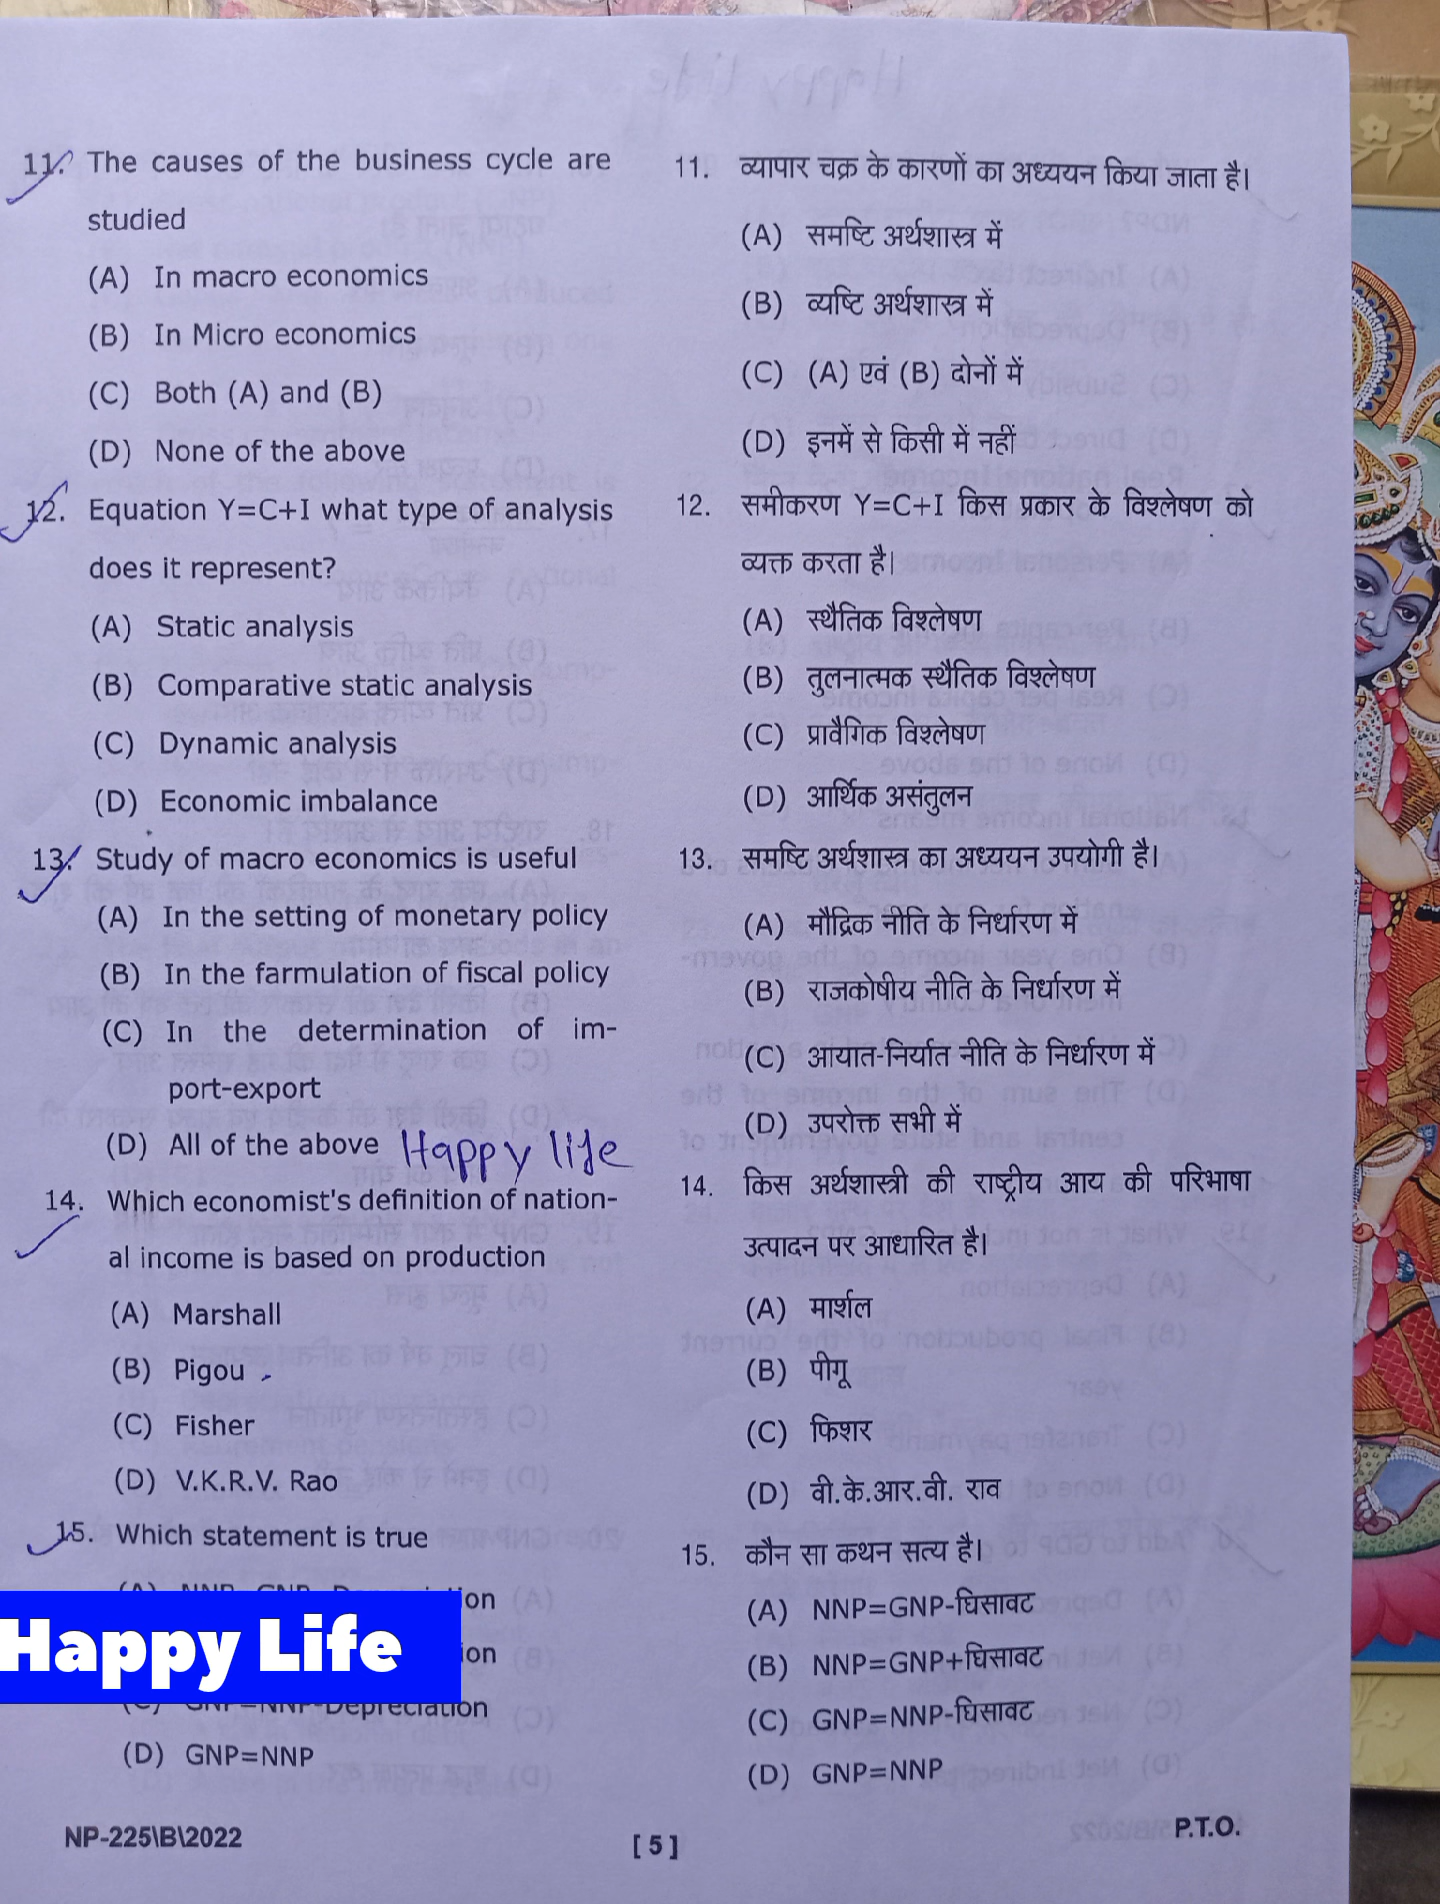 11. The causes of the business cycle are
studied
(A) In macro economics
(B) In Micro economics
(C) Both (A) and (B)
(D) None of the above
12. Equation Y=C+I what type of analysis
does it represent?
(A) Static analysis
(B) Comparative static analysis
(C) Dynamic analysis
(D) Economic imbalance
13. Study of macro economics is useful
(A) In the setting of monetary policy
(B) In the farmulation of fiscal policy
(C) In the determination of im-
port-export
(D) All of the above Happy life
14. Which economist's definition of nation-
al income is based on production
(A) Marshall
(B) Pigou
(C) Fisher
(D) V.K.R.V. Rao
15. Which statement is true
Happy Life
(C) GNP=NNP-Depreciation
(D) GNP=NNP
11. व्यापार चक्र के कारणों का अध्ययन किया जाता है।
(A) समष्टि अर्थशास्त्र में
(B) व्यष्टि अर्थशास्त्र में
(C) (A) एवं (B) दोनों में
(D) इनमें से किसी में नहीं
12. समीकरण Y=C+I किस प्रकार के विश्लेषण को
व्यक्त करता है।
(A) स्थैतिक विश्लेषण
(B) तुलनात्मक स्थैतिक विश्लेषण
(C) प्रावैगिक विश्लेषण
(D) आर्थिक असंतुलन
13. समष्टि अर्थशास्त्र का अध्ययन उपयोगी है।
(A) मौद्रिक नीति के निर्धारण में
(B) राजकोषीय नीति के निर्धारण में
(C) आयात-निर्यात नीति के निर्धारण में
(D) उपरोक्त सभी में
14. किस अर्थशास्त्री की राष्ट्रीय आय की परिभाषा
उत्पादन पर आधारित है।
(A) मार्शल
(B) पीगू
(C) फिशर
(D) वी.के.आर.वी. राव
15. कौन सा कथन सत्य है।
(A) NNP=GNP-घिसावट
(B) NNP=GNP+घिसावट
(C) GNP=NNP-घिसावट
(D) GNP=NNP
NP-225\B\2022
[ 5 ]
P.T.O.